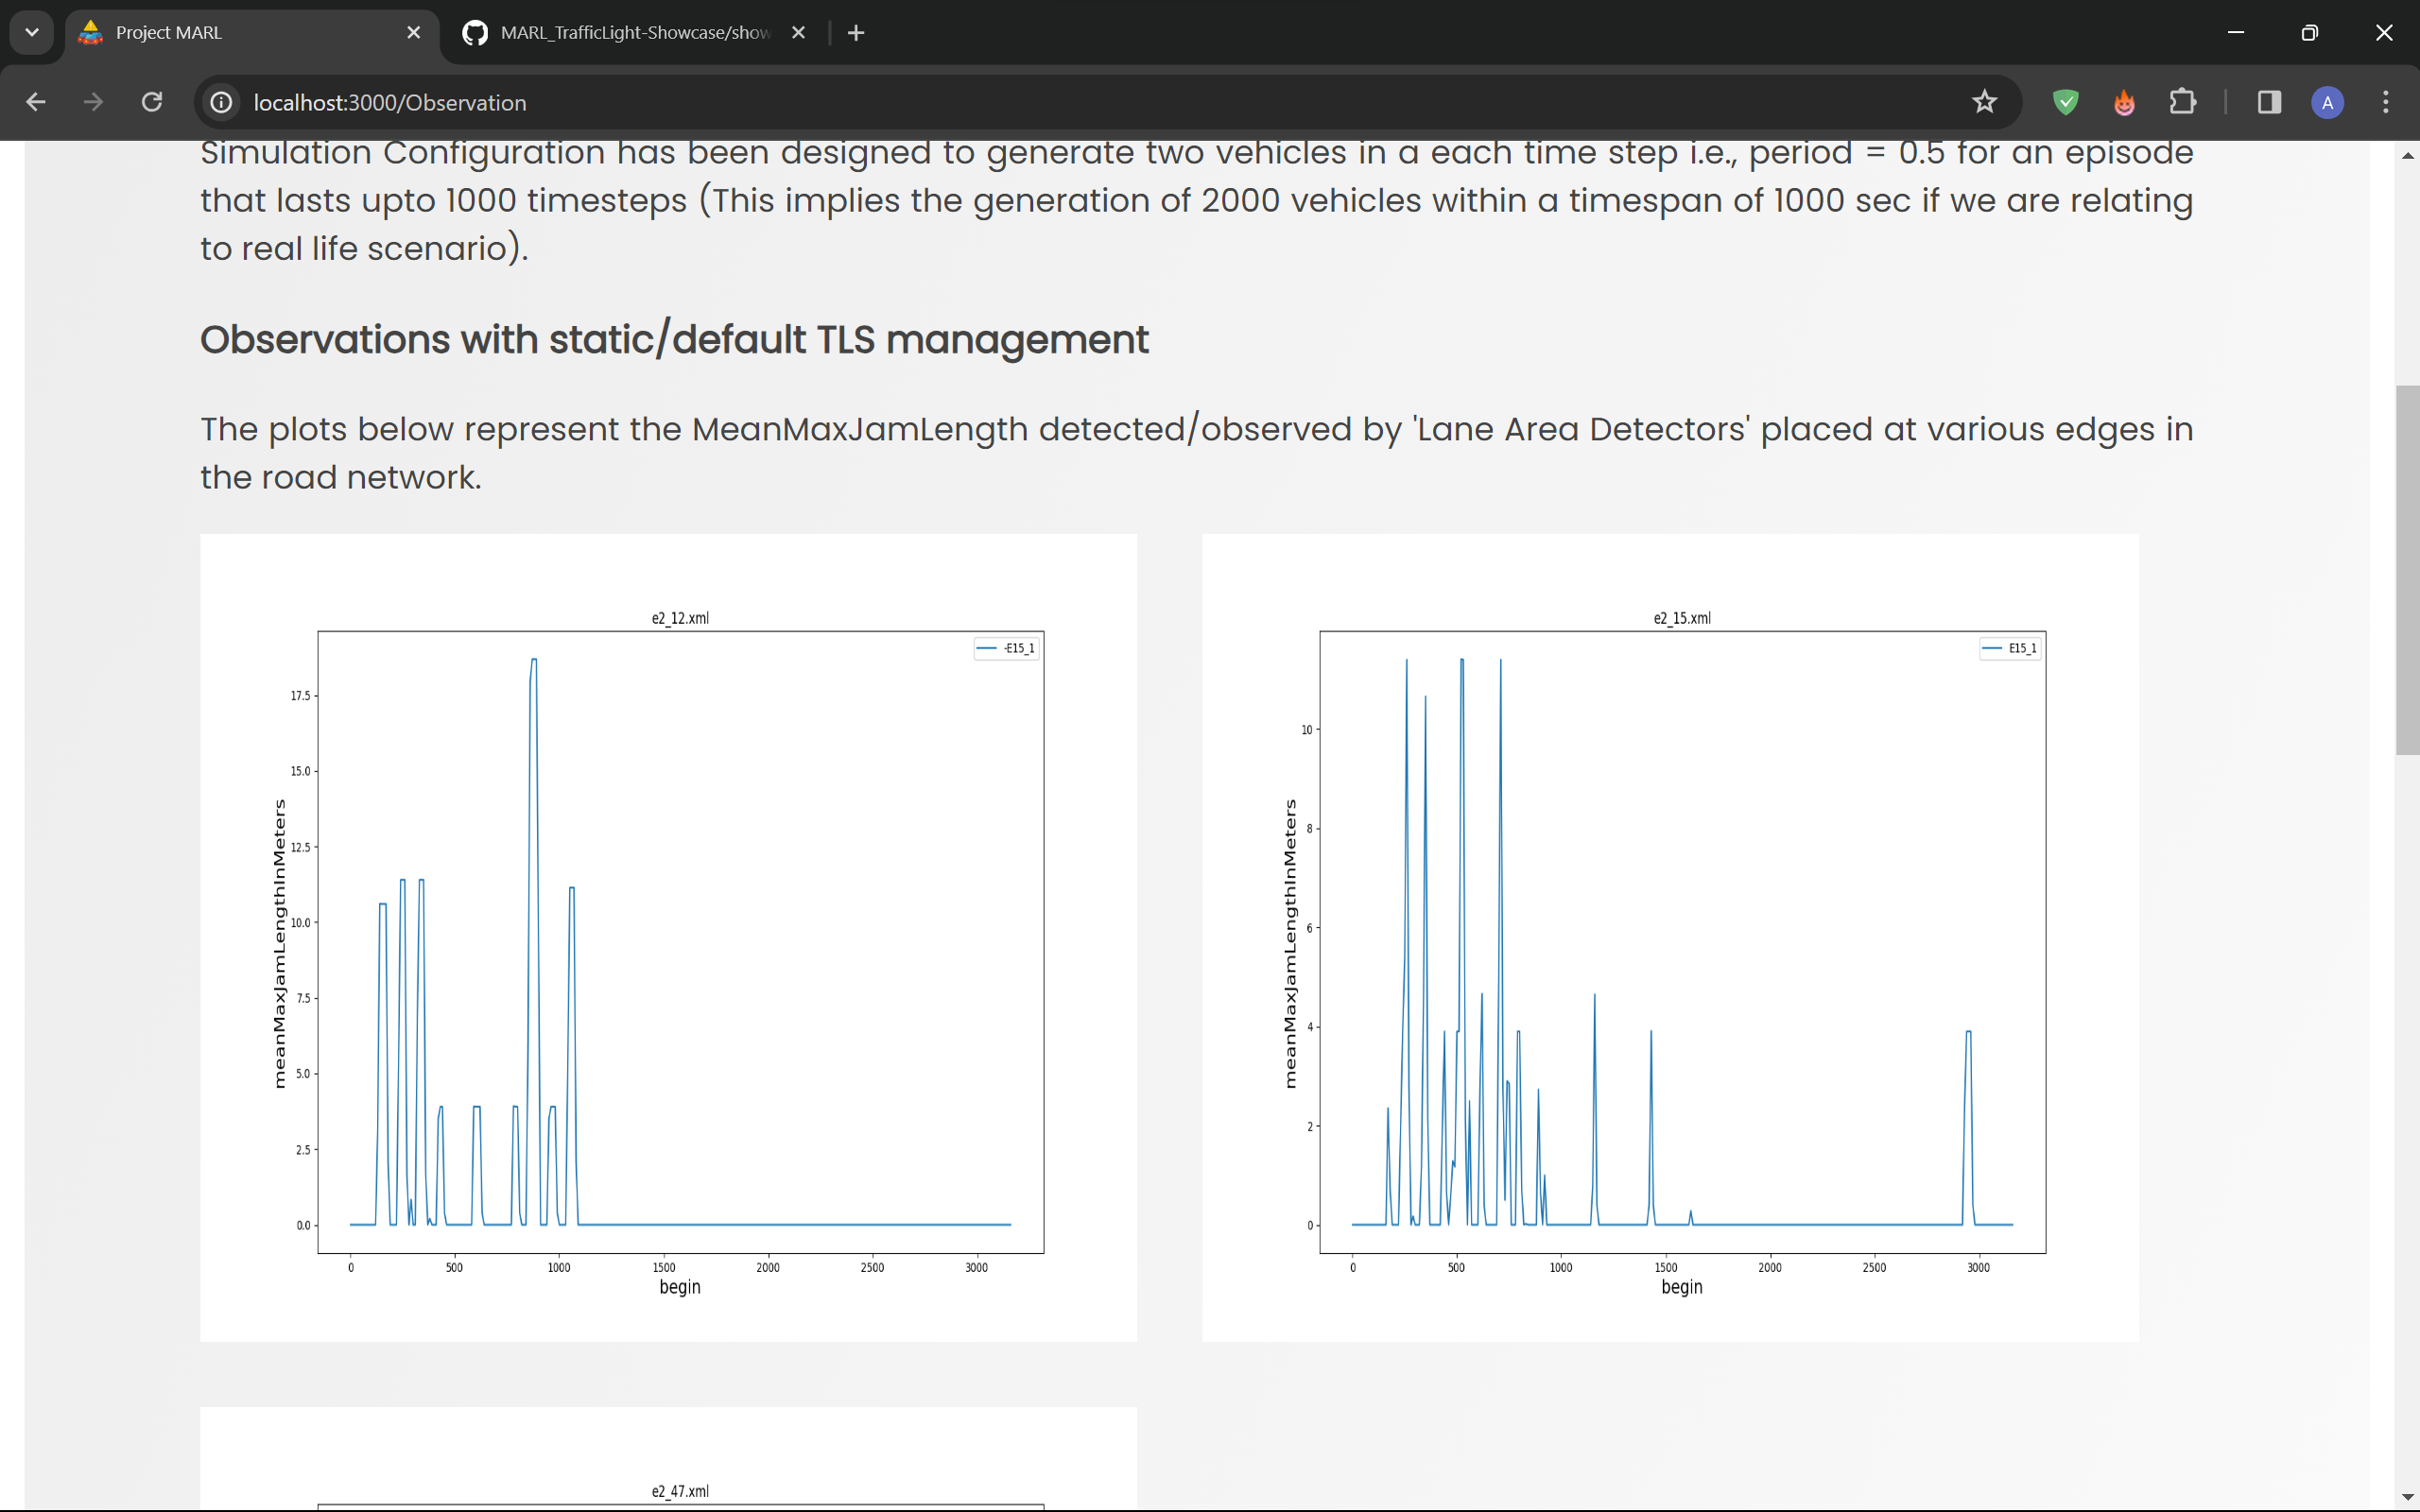 Project MARL
MARL_TrafficLight-Showcase/show
localhost:3000/Observation
A
Simulation Configuration has been designed to generate two vehicles in a each time step i.e., period = 0.5 for an episode
that lasts upto 1000 timesteps (This implies the generation of 2000 vehicles within a timespan of 1000 sec if we are relating
to real life scenario).
Observations with static/default TLS management
The plots below represent the MeanMaxJamLength detected/observed by 'Lane Area Detectors' placed at various edges in
the road network.
e2_12.xml
-E15_1
17.5
15.0
12.5
10.0
7.5
5.0
2.5
0.0
meanMaxJamLengthInMeters
0 500 1000 1500 2000 2500 3000
begin
e2_15.xml
E15_1
10
8
6
4
2
0
meanMaxJamLengthInMeters
0 500 1000 1500 2000 2500 3000
begin
e2_47.xml